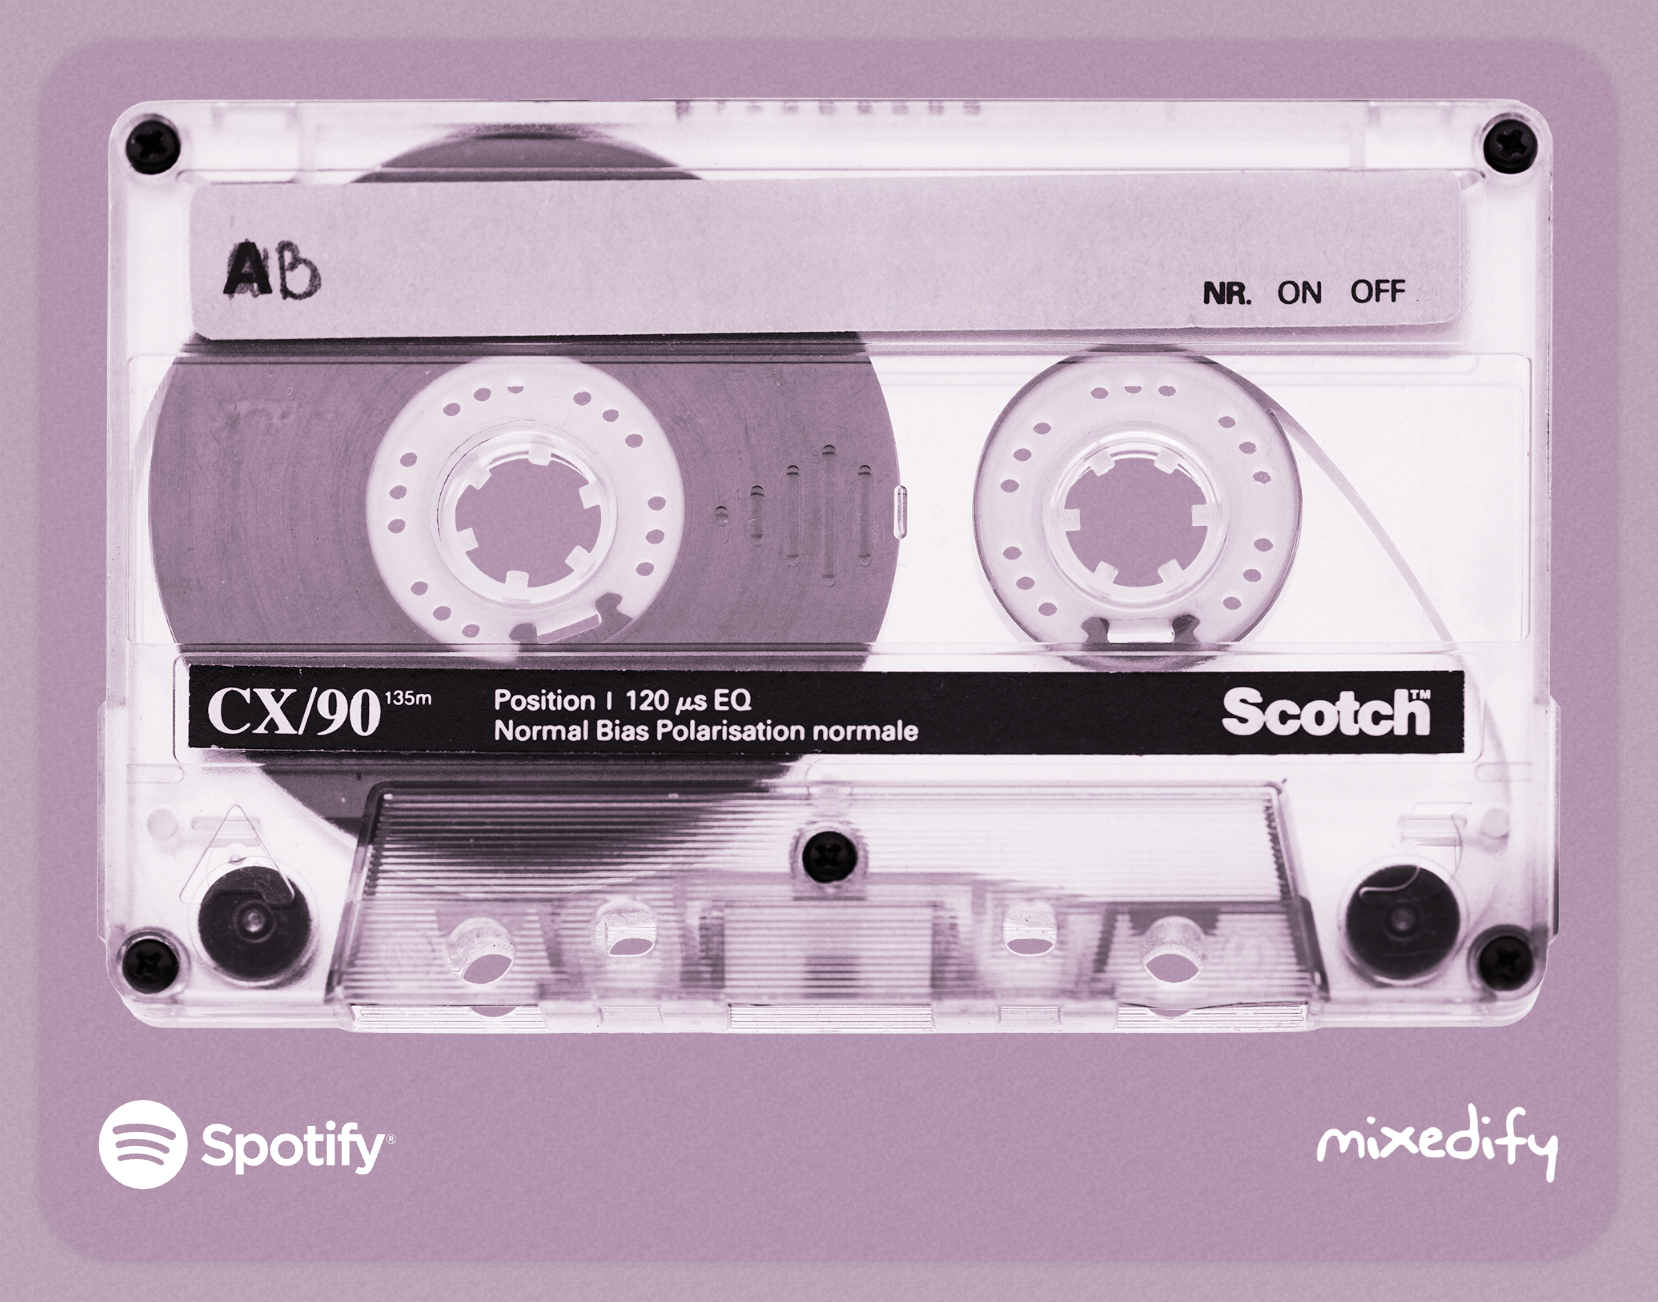 AB
NR. ON OFF
CX/90 135m
Position I 120 µs EQ
Normal Bias Polarisation normale
Scotch™
Spotify®
mixedify